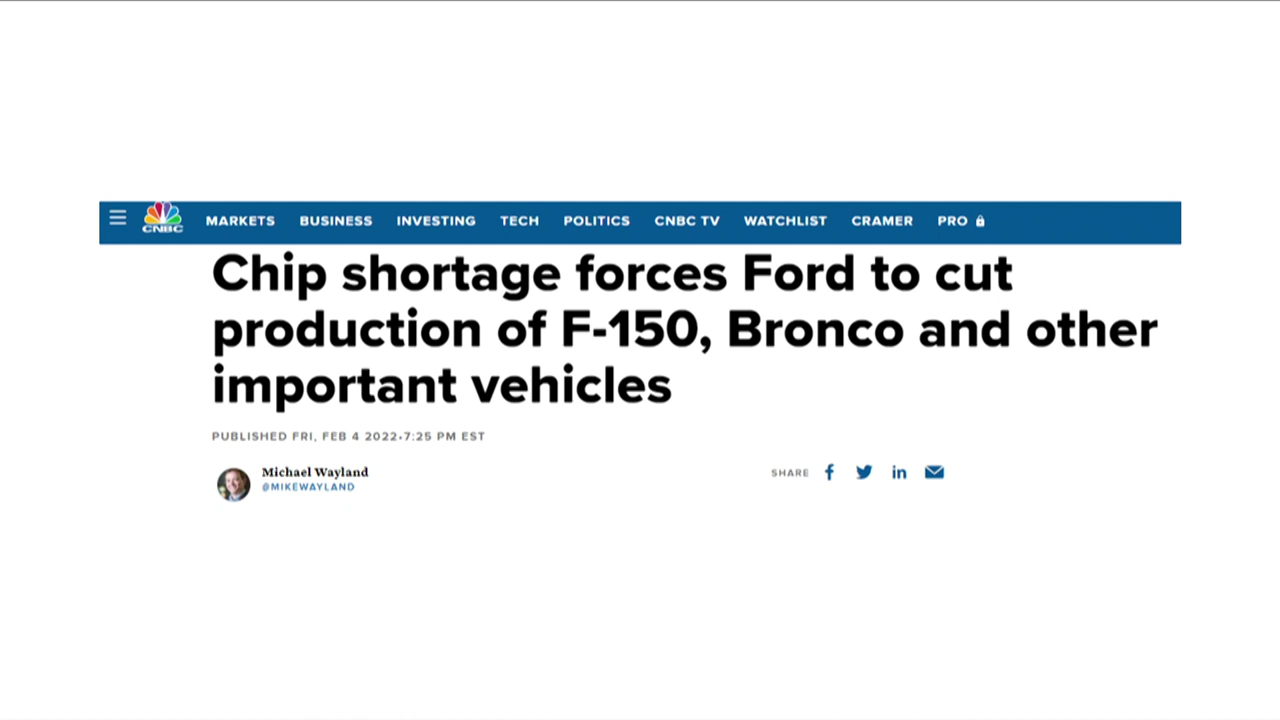 CNBC MARKETS BUSINESS INVESTING TECH POLITICS CNBC TV WATCHLIST CRAMER PRO
Chip shortage forces Ford to cut
production of F-150, Bronco and other
important vehicles
PUBLISHED FRI, FEB 4 2022•7:25 PM EST
Michael Wayland
@MIKEWAYLAND
SHARE